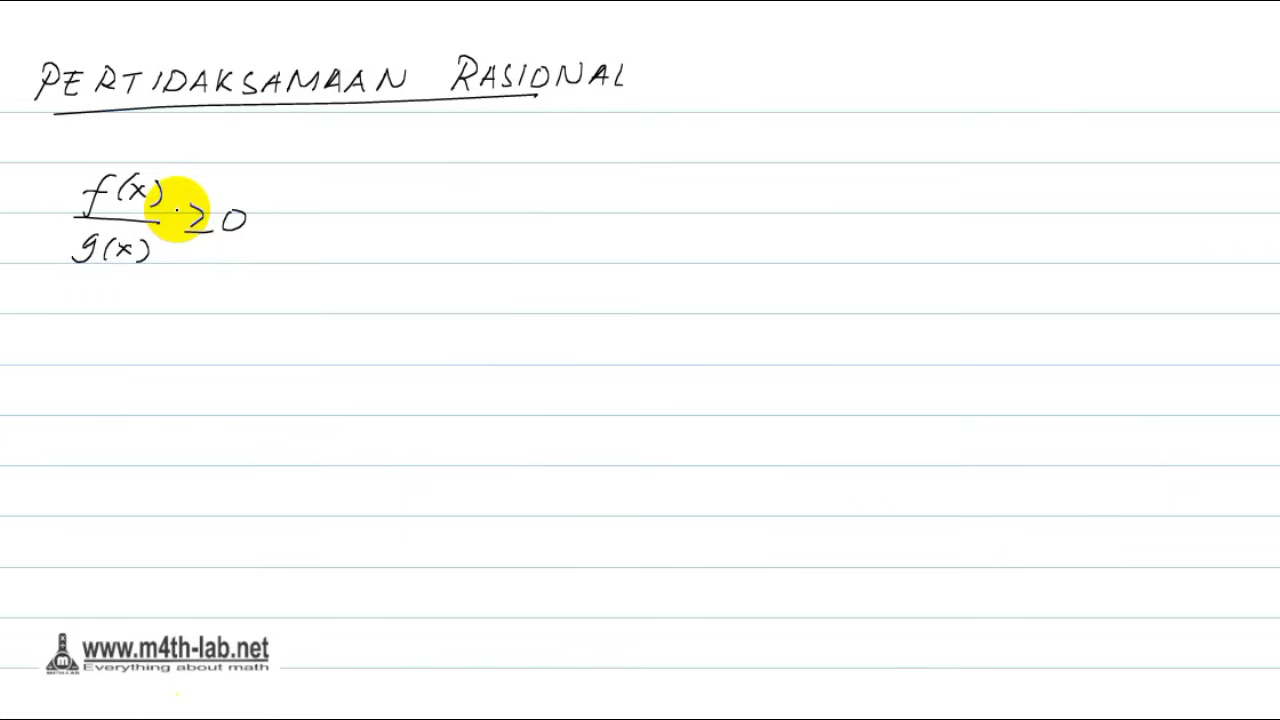 PERTIDAKSAMAAN RASIONAL
f(x)
g(x) ≥ 0
www.m4th-lab.net
Everything about math